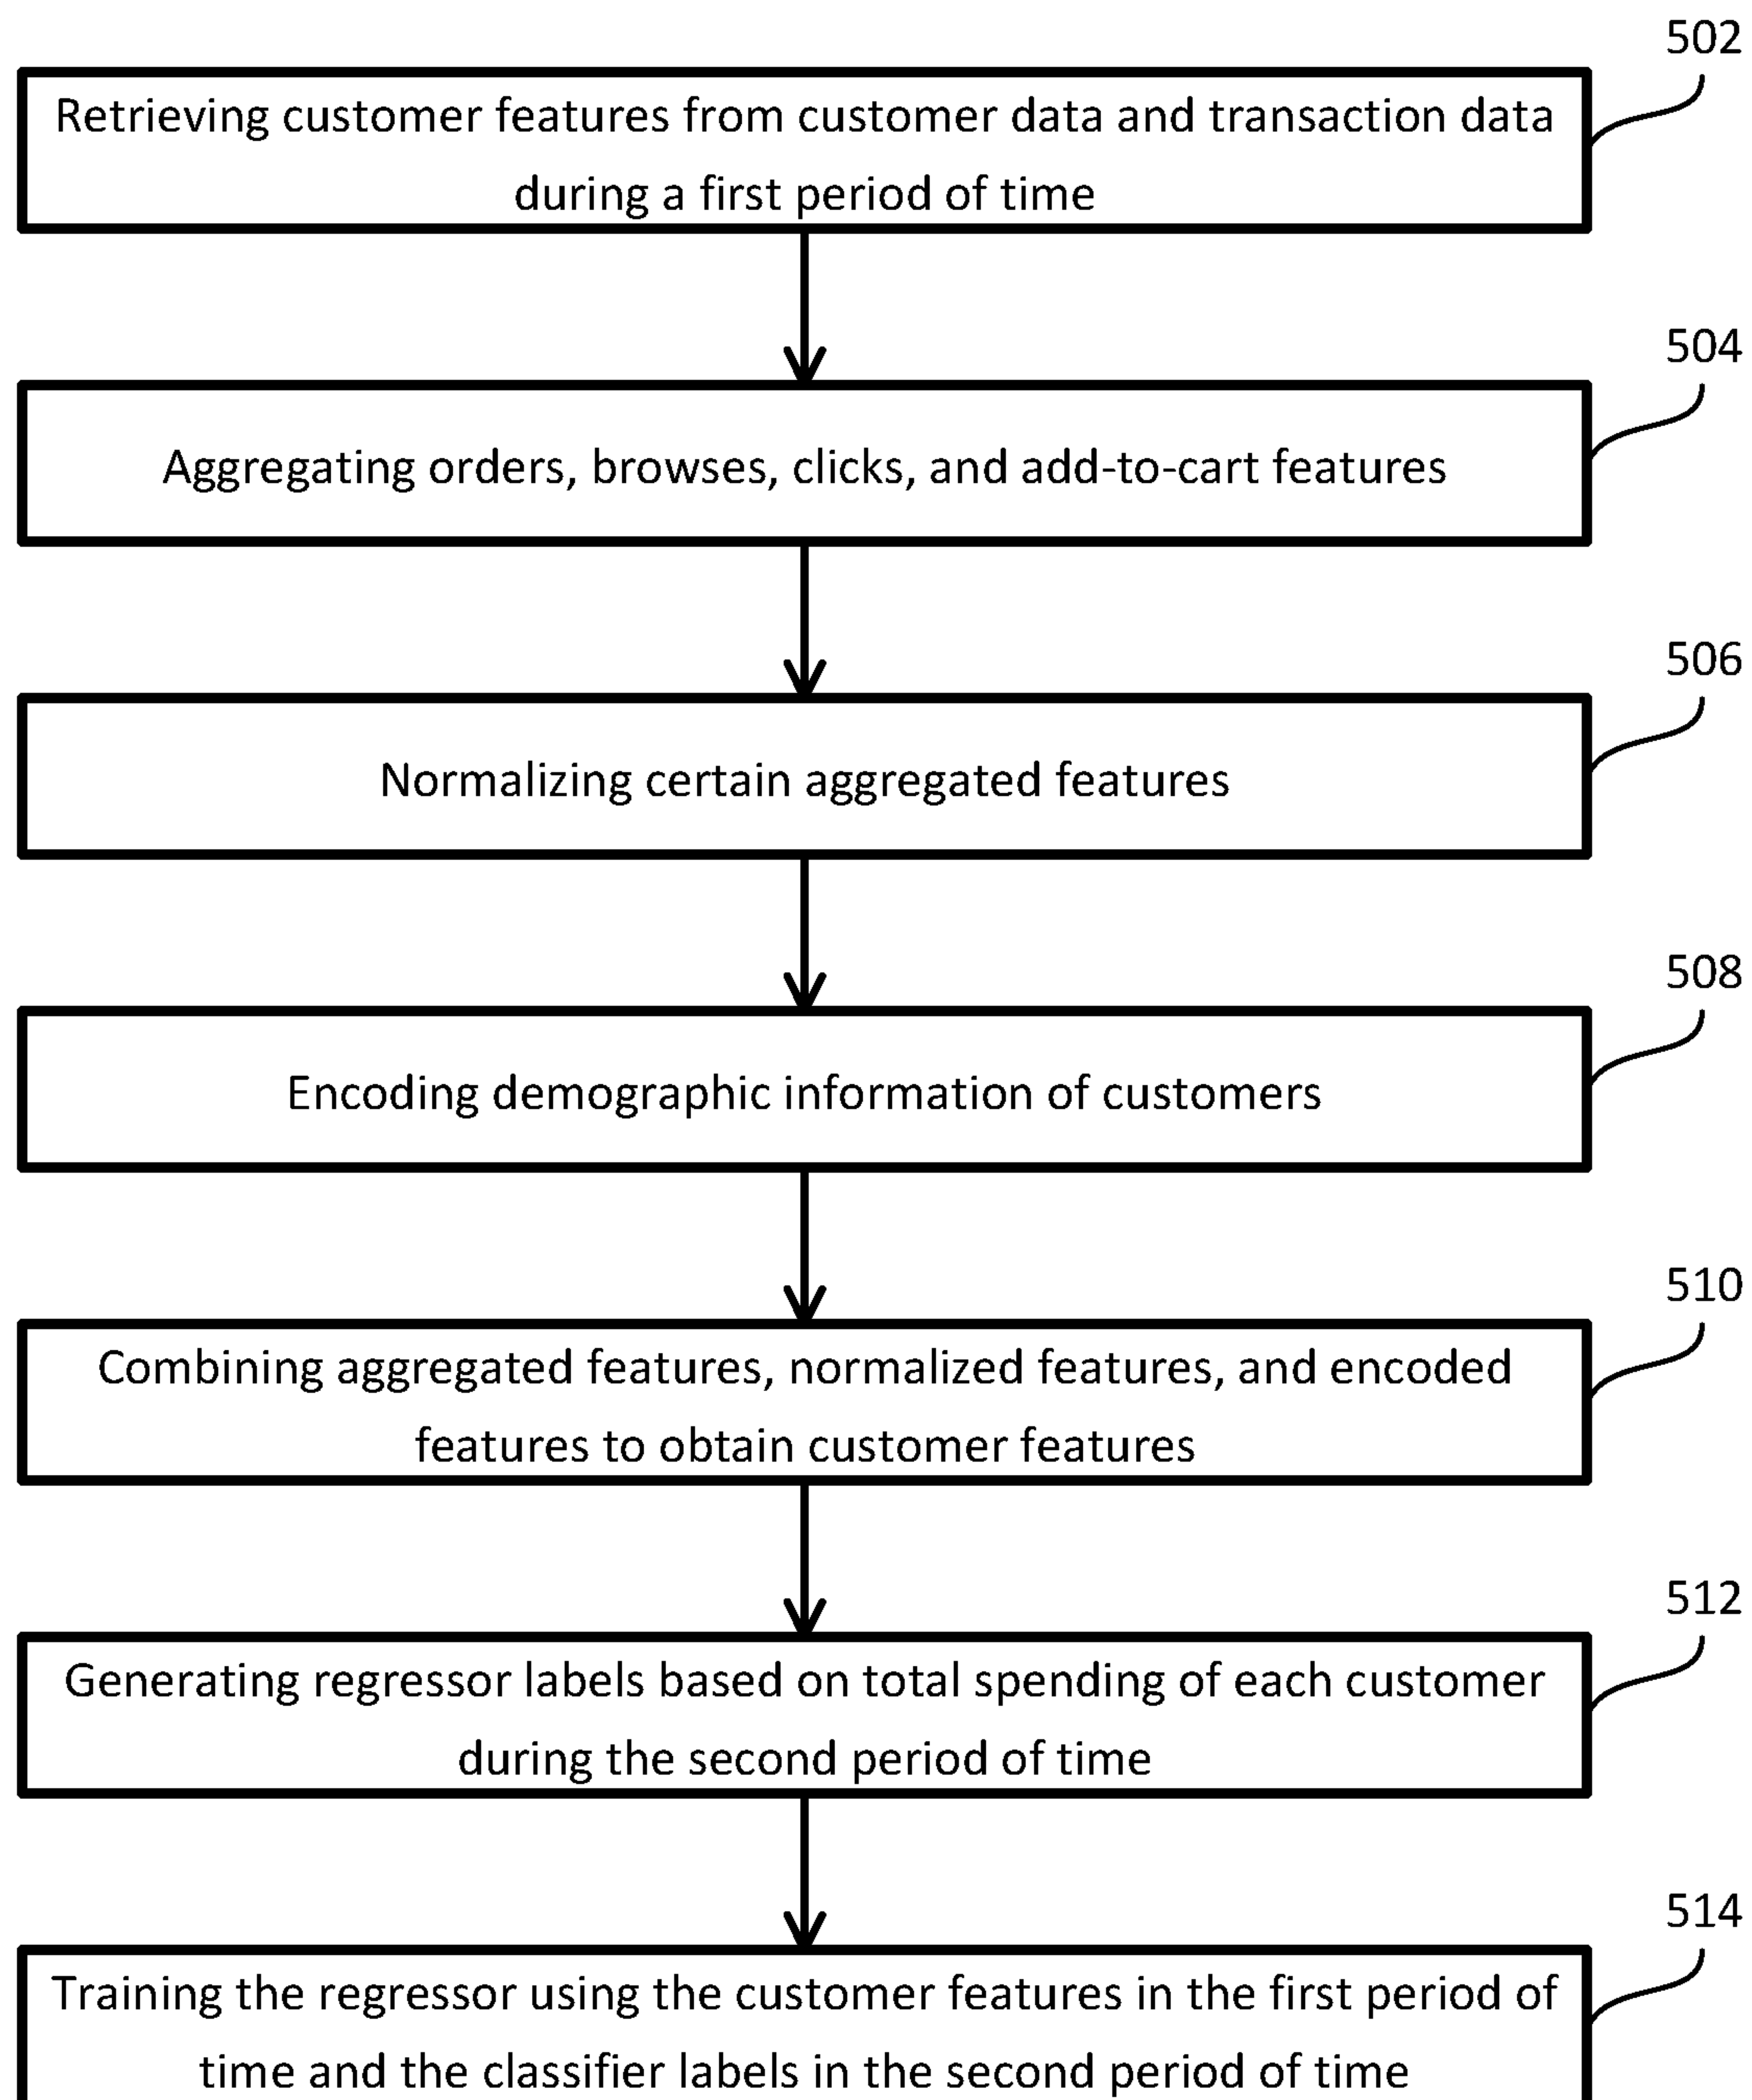 502
Retrieving customer features from customer data and transaction data
during a first period of time
504
Aggregating orders, browses, clicks, and add-to-cart features
506
Normalizing certain aggregated features
508
Encoding demographic information of customers
510
Combining aggregated features, normalized features, and encoded
features to obtain customer features
512
Generating regressor labels based on total spending of each customer
during the second period of time
514
Training the regressor using the customer features in the first period of
time and the classifier labels in the second period of time